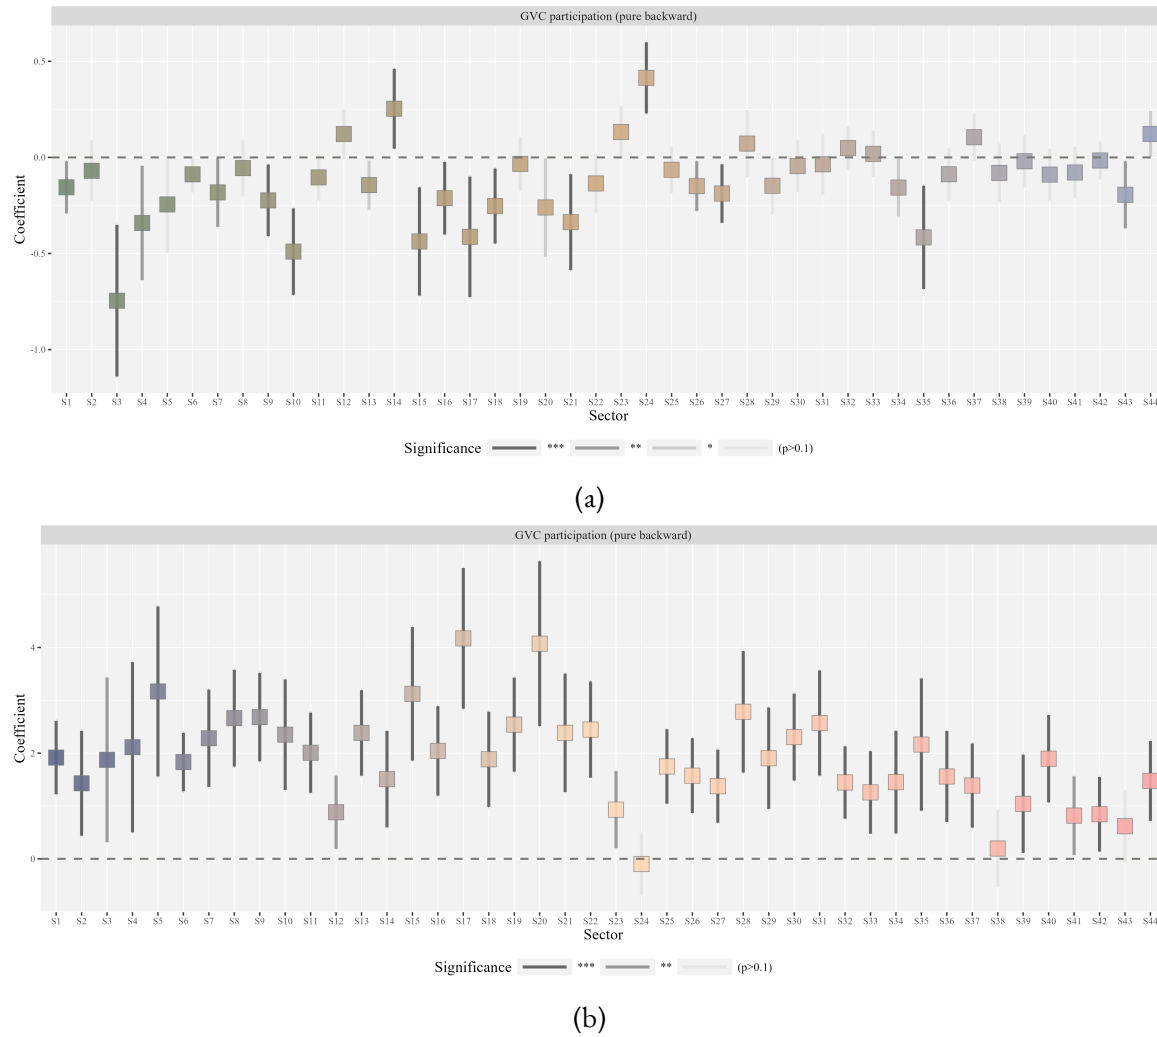 GVC participation (pure backward)
0.5
0.0
-0.5
-1.0
Coefficient
S1 S2 S3 S4 S5 S6 S7 S8 S9 S10 S11 S12 S13 S14 S15 S16 S17 S18 S19 S20 S21 S22 S23 S24 S25 S26 S27 S28 S29 S30 S31 S32 S33 S34 S35 S36 S37 S38 S39 S40 S41 S42 S43 S44
Sector
Significance *** ** * (p>0.1)
(a)
GVC participation (pure backward)
4
2
0
Coefficient
S1 S2 S3 S4 S5 S6 S7 S8 S9 S10 S11 S12 S13 S14 S15 S16 S17 S18 S19 S20 S21 S22 S23 S24 S25 S26 S27 S28 S29 S30 S31 S32 S33 S34 S35 S36 S37 S38 S39 S40 S41 S42 S43 S44
Sector
Significance *** ** (p>0.1)
(b)